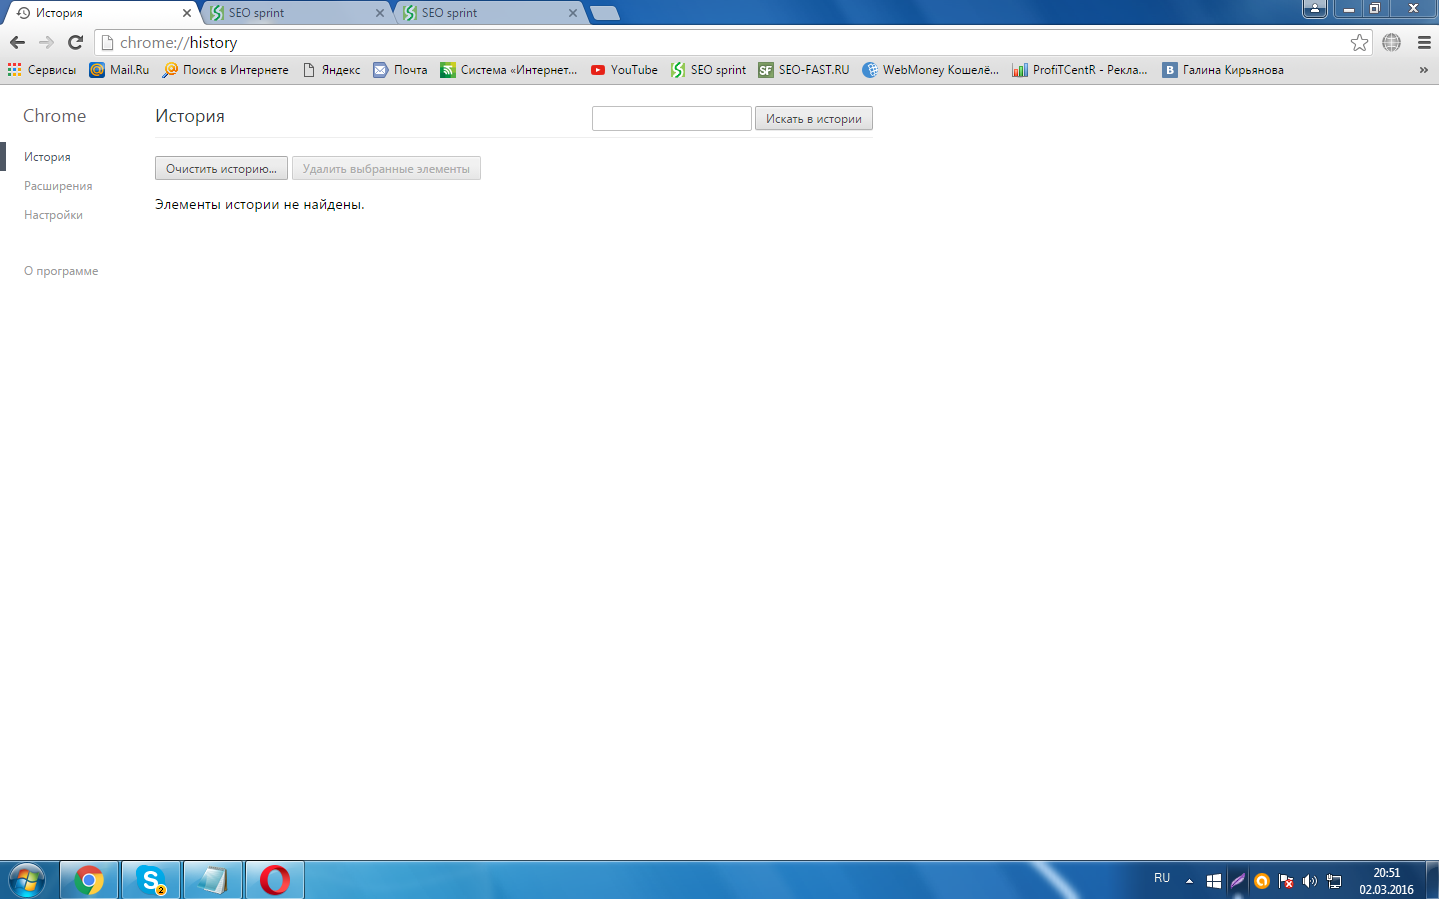 История
SEO sprint
SEO sprint
chrome://history
Сервисы
Mail.Ru
Поиск в Интернете
Яндекс
Почта
Система «Интернет...
YouTube
SEO sprint
SF
SEO-FAST.RU
WebMoney Кошелё...
ProfiTCentR - Рекла...
B
Галина Кирьянова
»
Chrome
История
Искать в истории
История
Расширения
Настройки
О программе
Очистить историю...
Удалить выбранные элементы
Элементы истории не найдены.
2
RU
20:51
02.03.2016